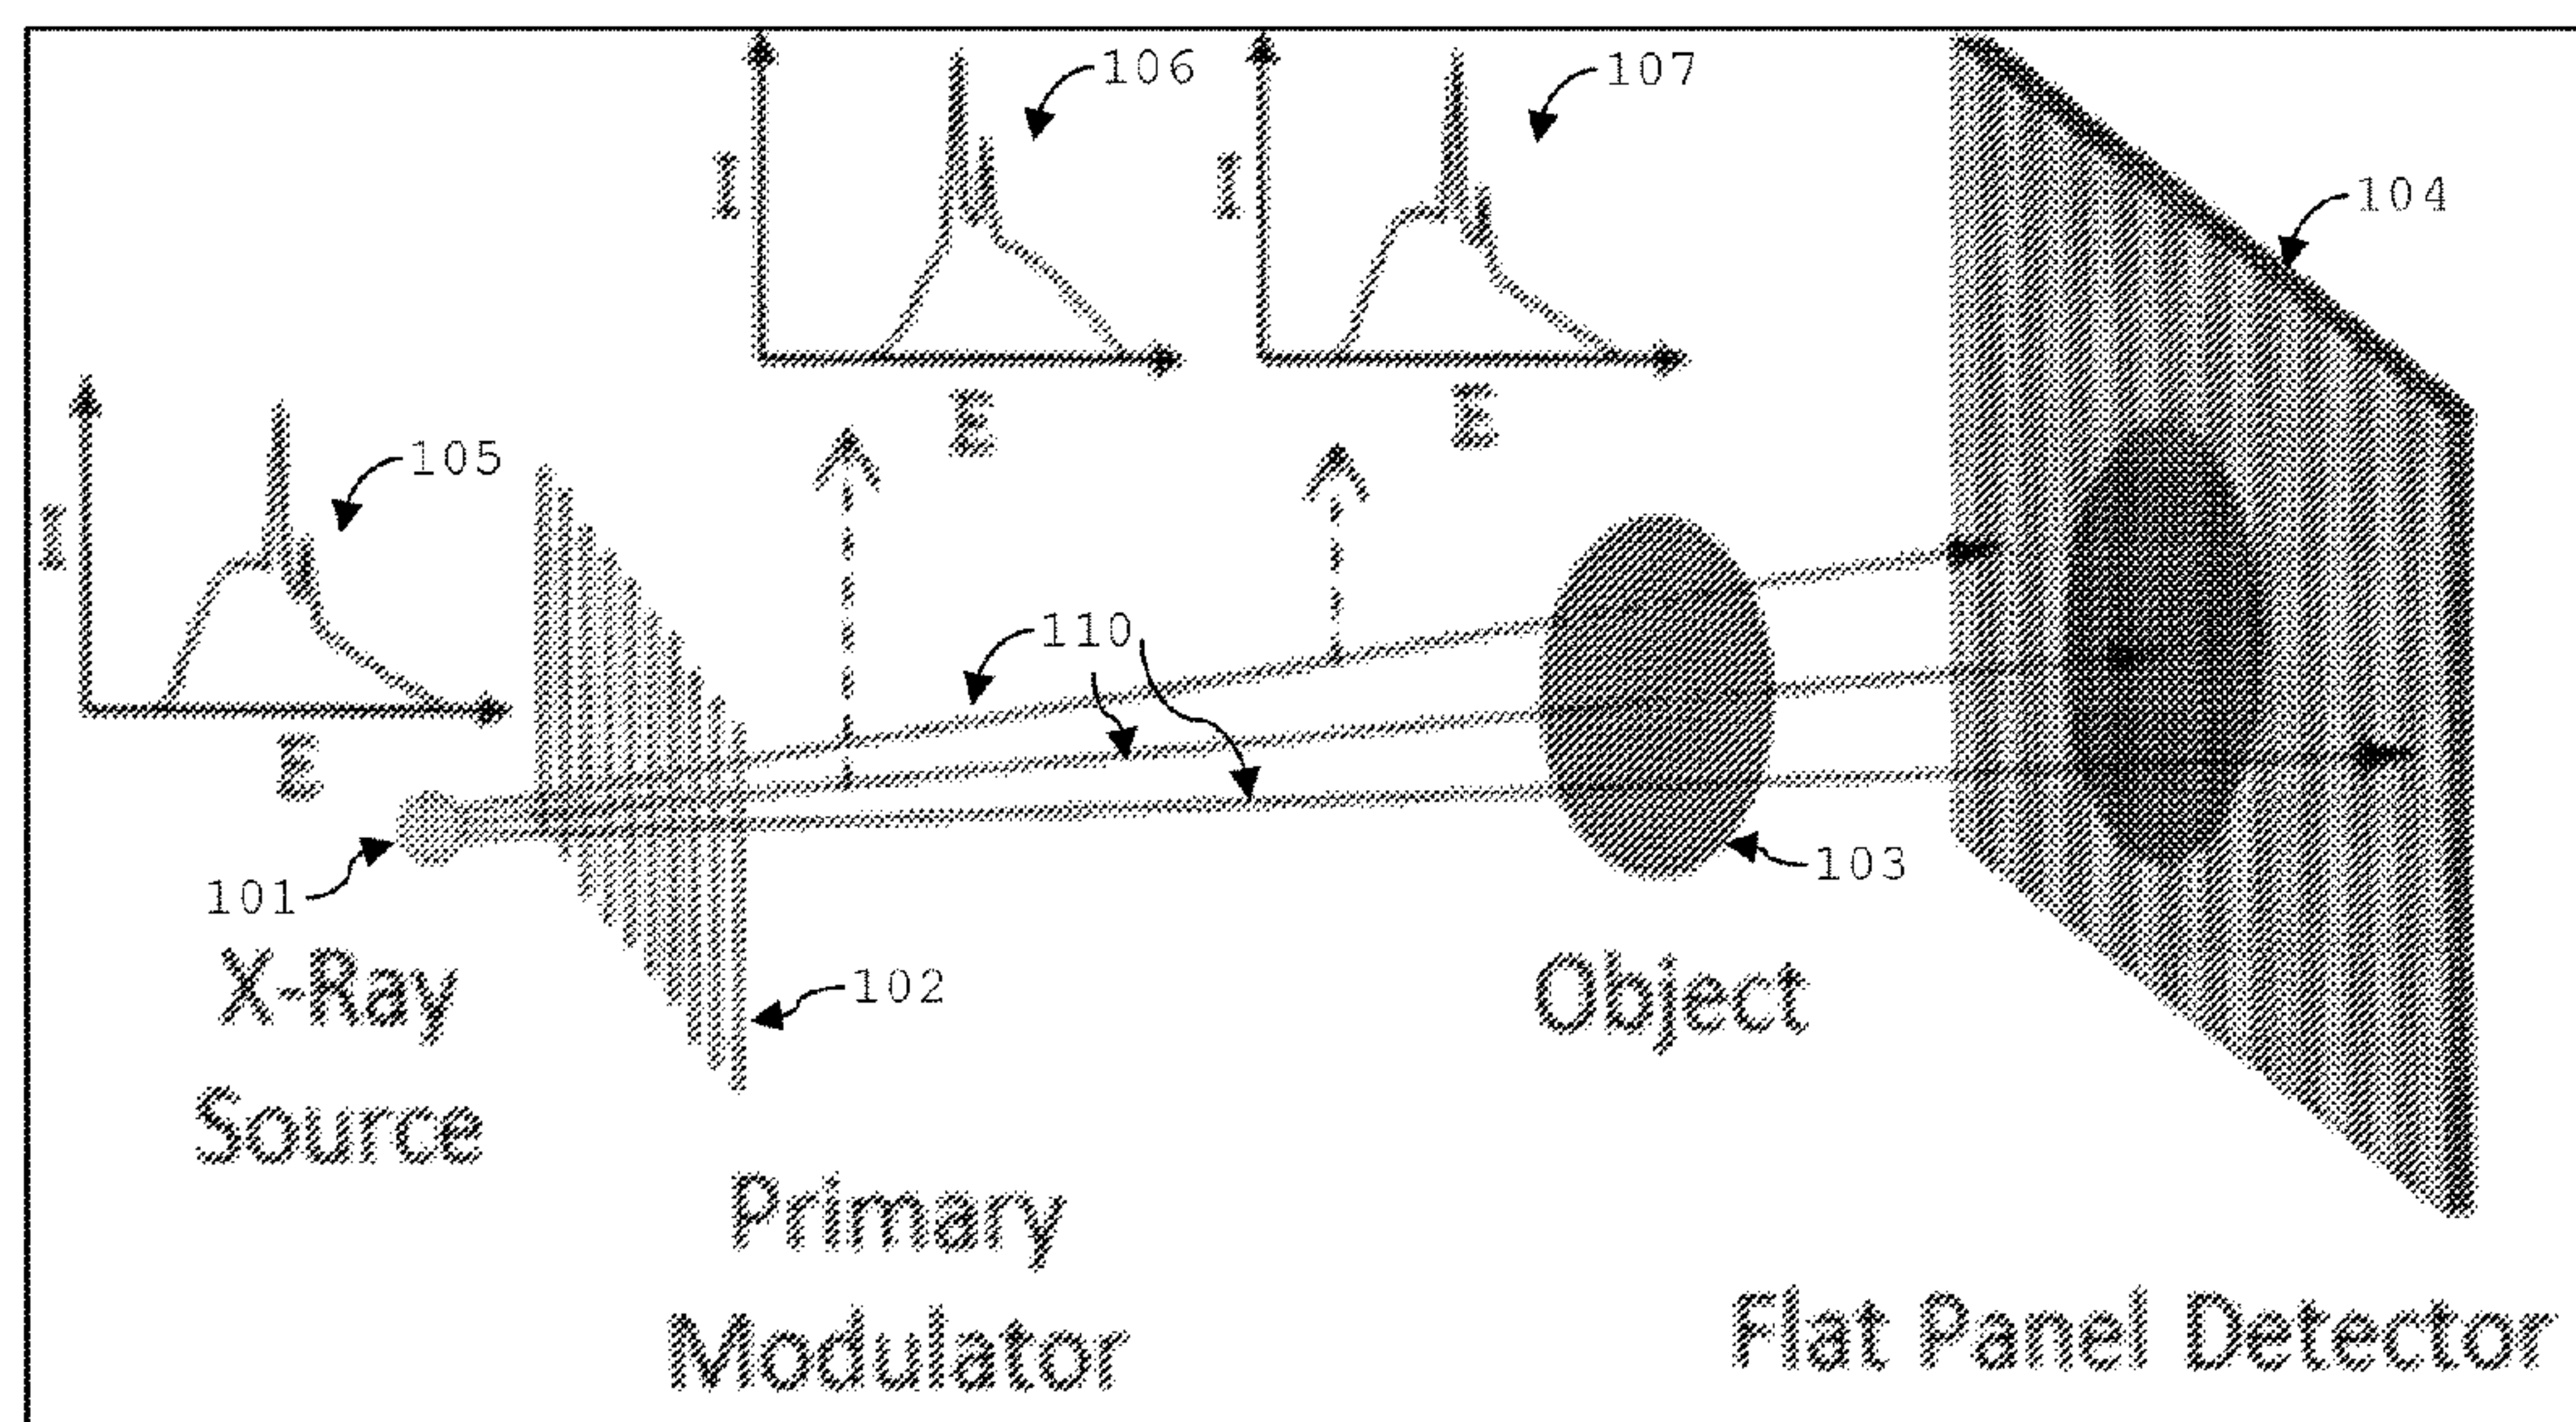 106
107
I
I
104
E
E
105
I
110
E
103
101
X-Ray
Source
102
Object
Primary
Modulator
Flat Panel Detector